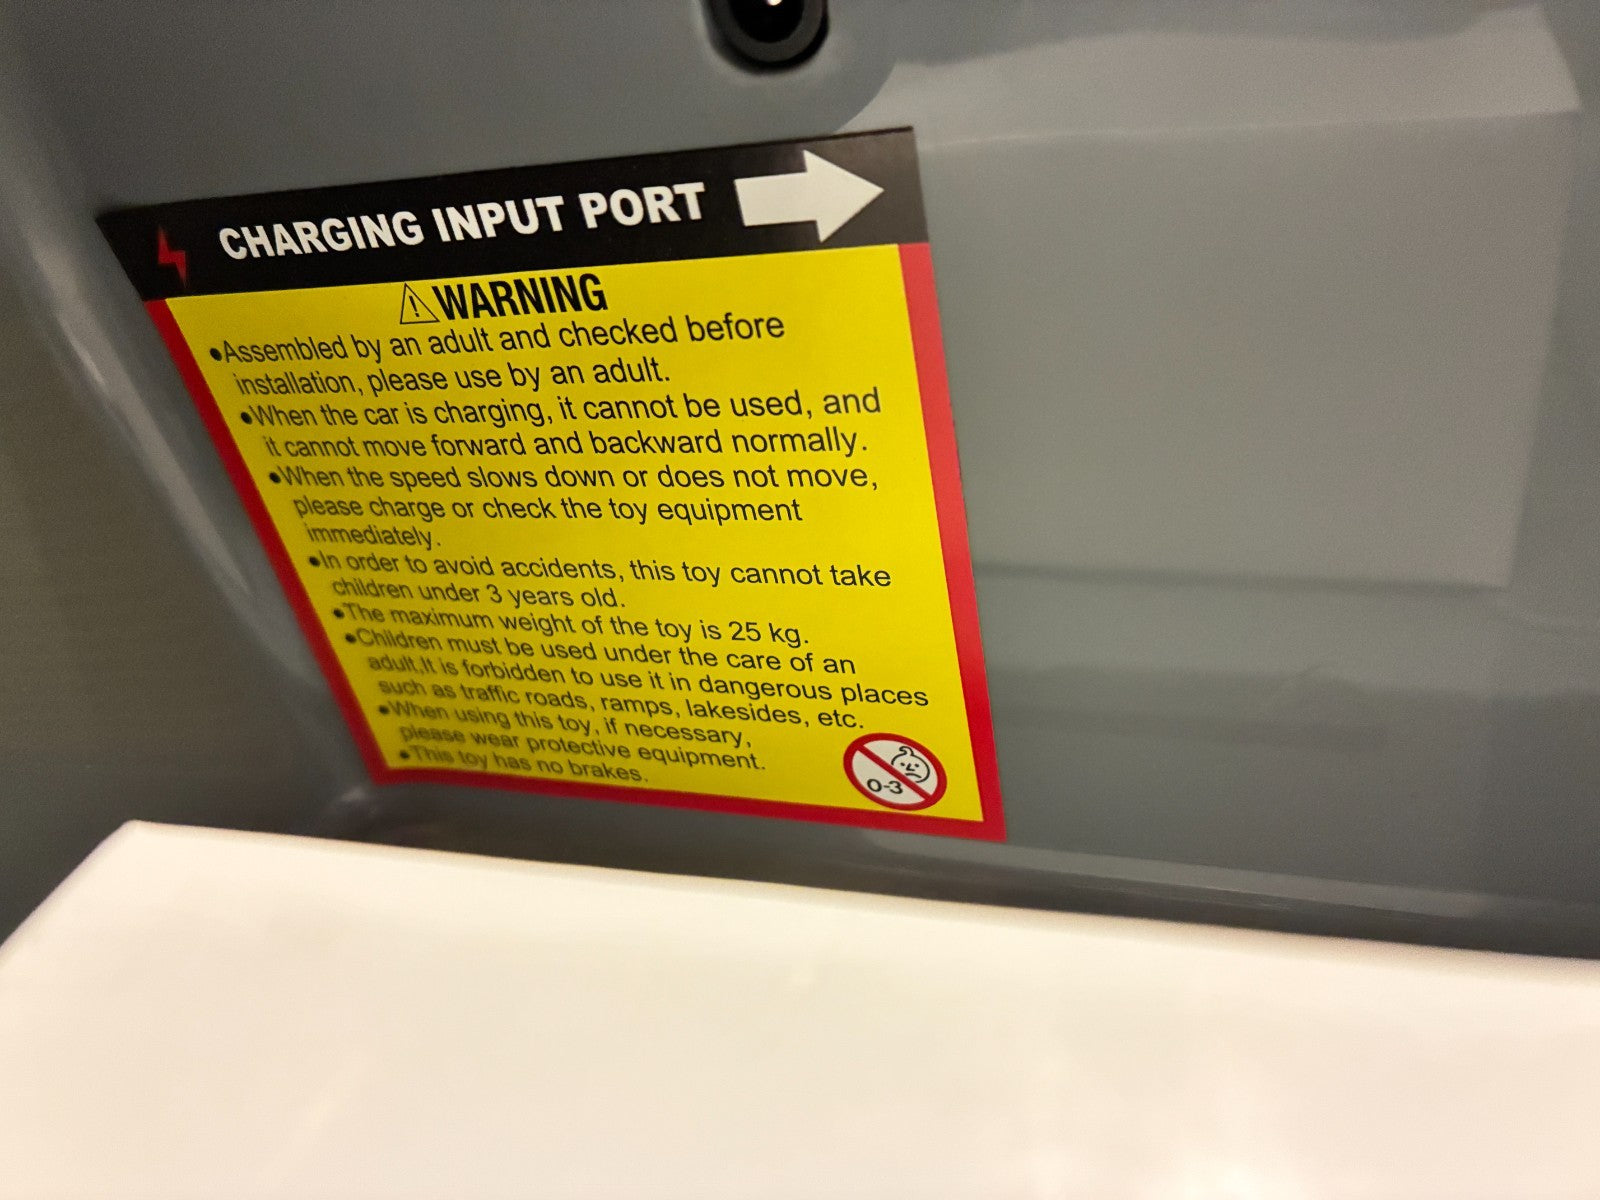 CHARGING INPUT PORT
WARNING
•Assembled by an adult and checked before
installation, please use by an adult.
•When the car is charging, it cannot be used, and
it cannot move forward and backward normally.
•When the speed slows down or does not move,
please charge or check the toy equipment
immediately.
•In order to avoid accidents, this toy cannot take
children under 3 years old.
•The maximum weight of the toy is 25 kg.
•Children must be used under the care of an
adult,It is forbidden to use it in dangerous places
such as traffic roads, ramps, lakesides, etc.
•When using this toy, if necessary,
please wear protective equipment.
•This toy has no brakes.
0-3